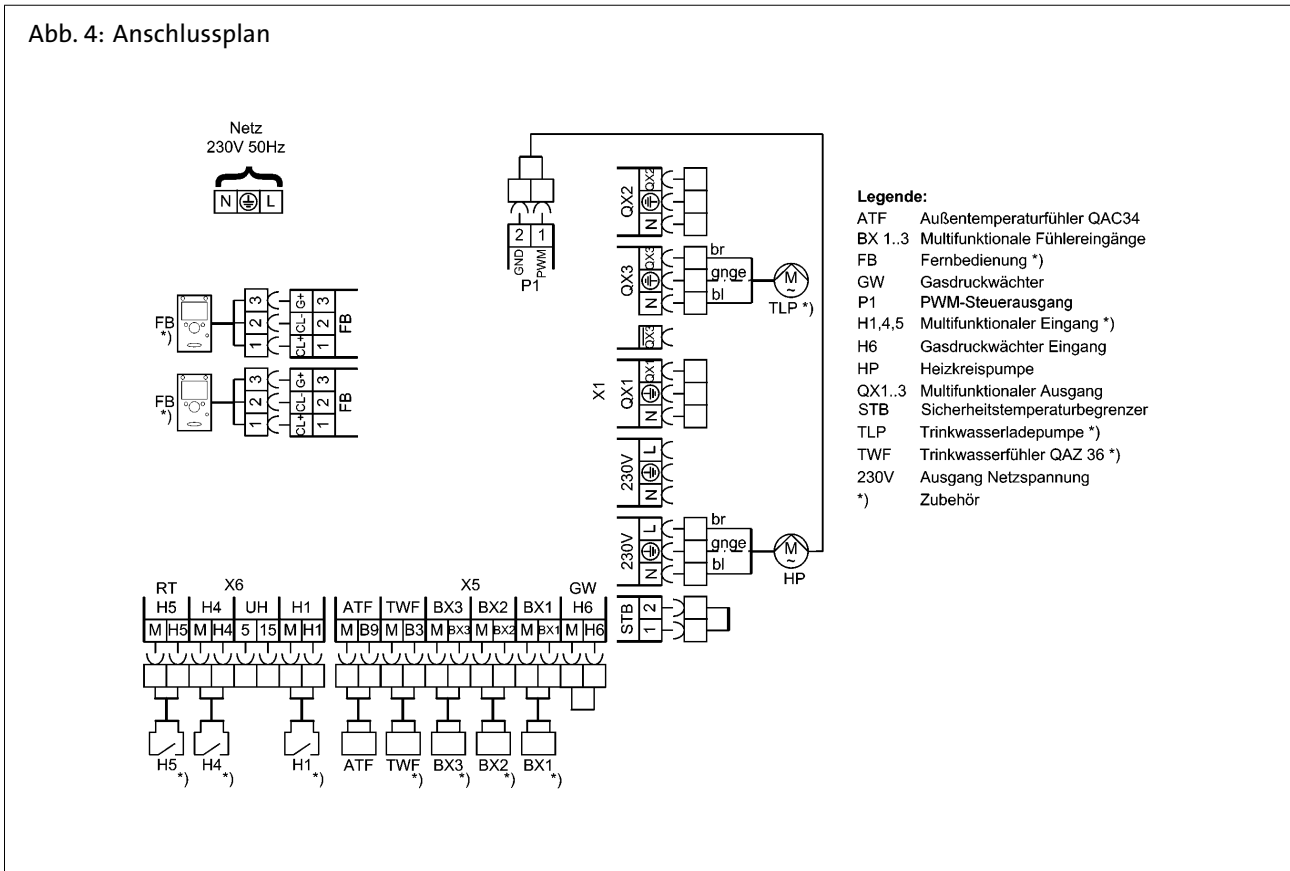 Abb. 4: Anschlussplan
Netz
230V 50Hz
N L
2 1
GND PWM
P1
FB
*)
3 G+ 3
2 CL- 2 FB
1 CL+ 1
FB
*)
3 G+ 3
2 CL- 2 FB
1 CL+ 1
X1
QX2 QX2
N
QX3 QX3 br
gnge M ~
N bl TLP *)
QX3
QX1 QX1
N
230V L
N
230V L br
gnge M ~
N bl HP
STB 2
1
RT X6 X5 GW
H5 H4 UH H1 ATF TWF BX3 BX2 BX1 H6
M H5 M H4 5 15 M H1 M B9 M B3 M BX3 M BX2 M BX1 M H6
H5 *) H4 *) H1 *) ATF TWF *) BX3 *) BX2 *) BX1 *)
Legende:
ATF Außentemperaturfühler QAC34
BX 1..3 Multifunktionale Fühlereingänge
FB Fernbedienung *)
GW Gasdruckwächter
P1 PWM-Steuerausgang
H1,4,5 Multifunktionaler Eingang *)
H6 Gasdruckwächter Eingang
HP Heizkreispumpe
QX1..3 Multifunktionaler Ausgang
STB Sicherheitstemperaturbegrenzer
TLP Trinkwasserladepumpe *)
TWF Trinkwasserfühler QAZ 36 *)
230V Ausgang Netzspannung
*) Zubehör